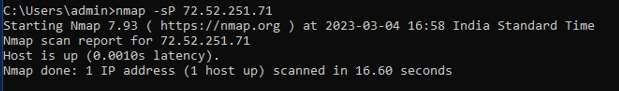 C:\Users\admin>nmap -sP 72.52.251.71
Starting Nmap 7.93 ( https://nmap.org ) at 2023-03-04 16:58 India Standard Time
Nmap scan report for 72.52.251.71
Host is up (0.0010s latency).
Nmap done: 1 IP address (1 host up) scanned in 16.60 seconds